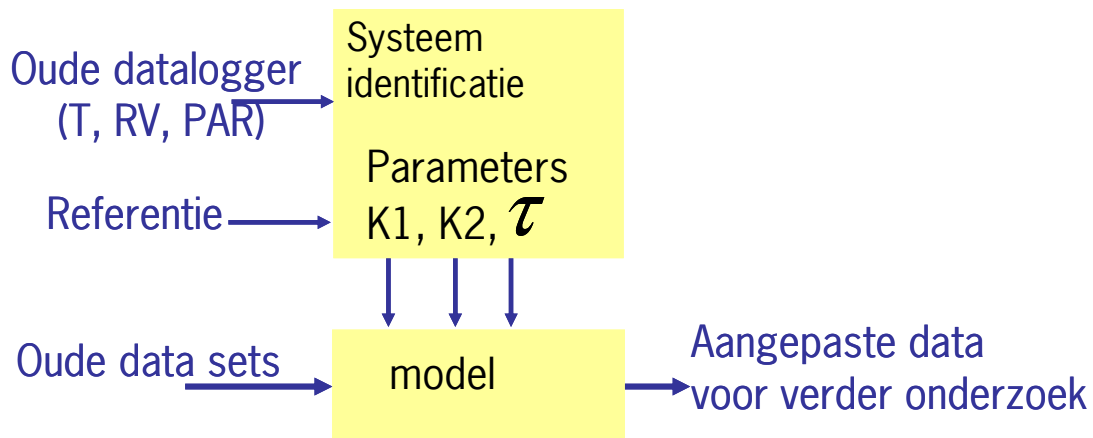 Systeem
identificatie
Oude datalogger
(T, RV, PAR)
Parameters
K1, K2, τ
Referentie
Oude data sets
model
Aangepaste data
voor verder onderzoek